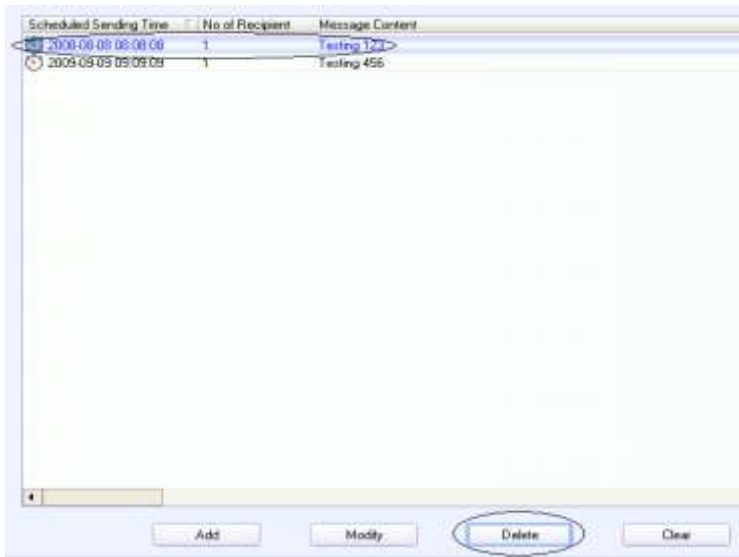 Scheduled Sending Time No of Recipient Message Content
2008-08-08 08:08:08 1 Testing 123
2009-09-09 09:09:09 1 Testing 456
Add Modify Delete Clear